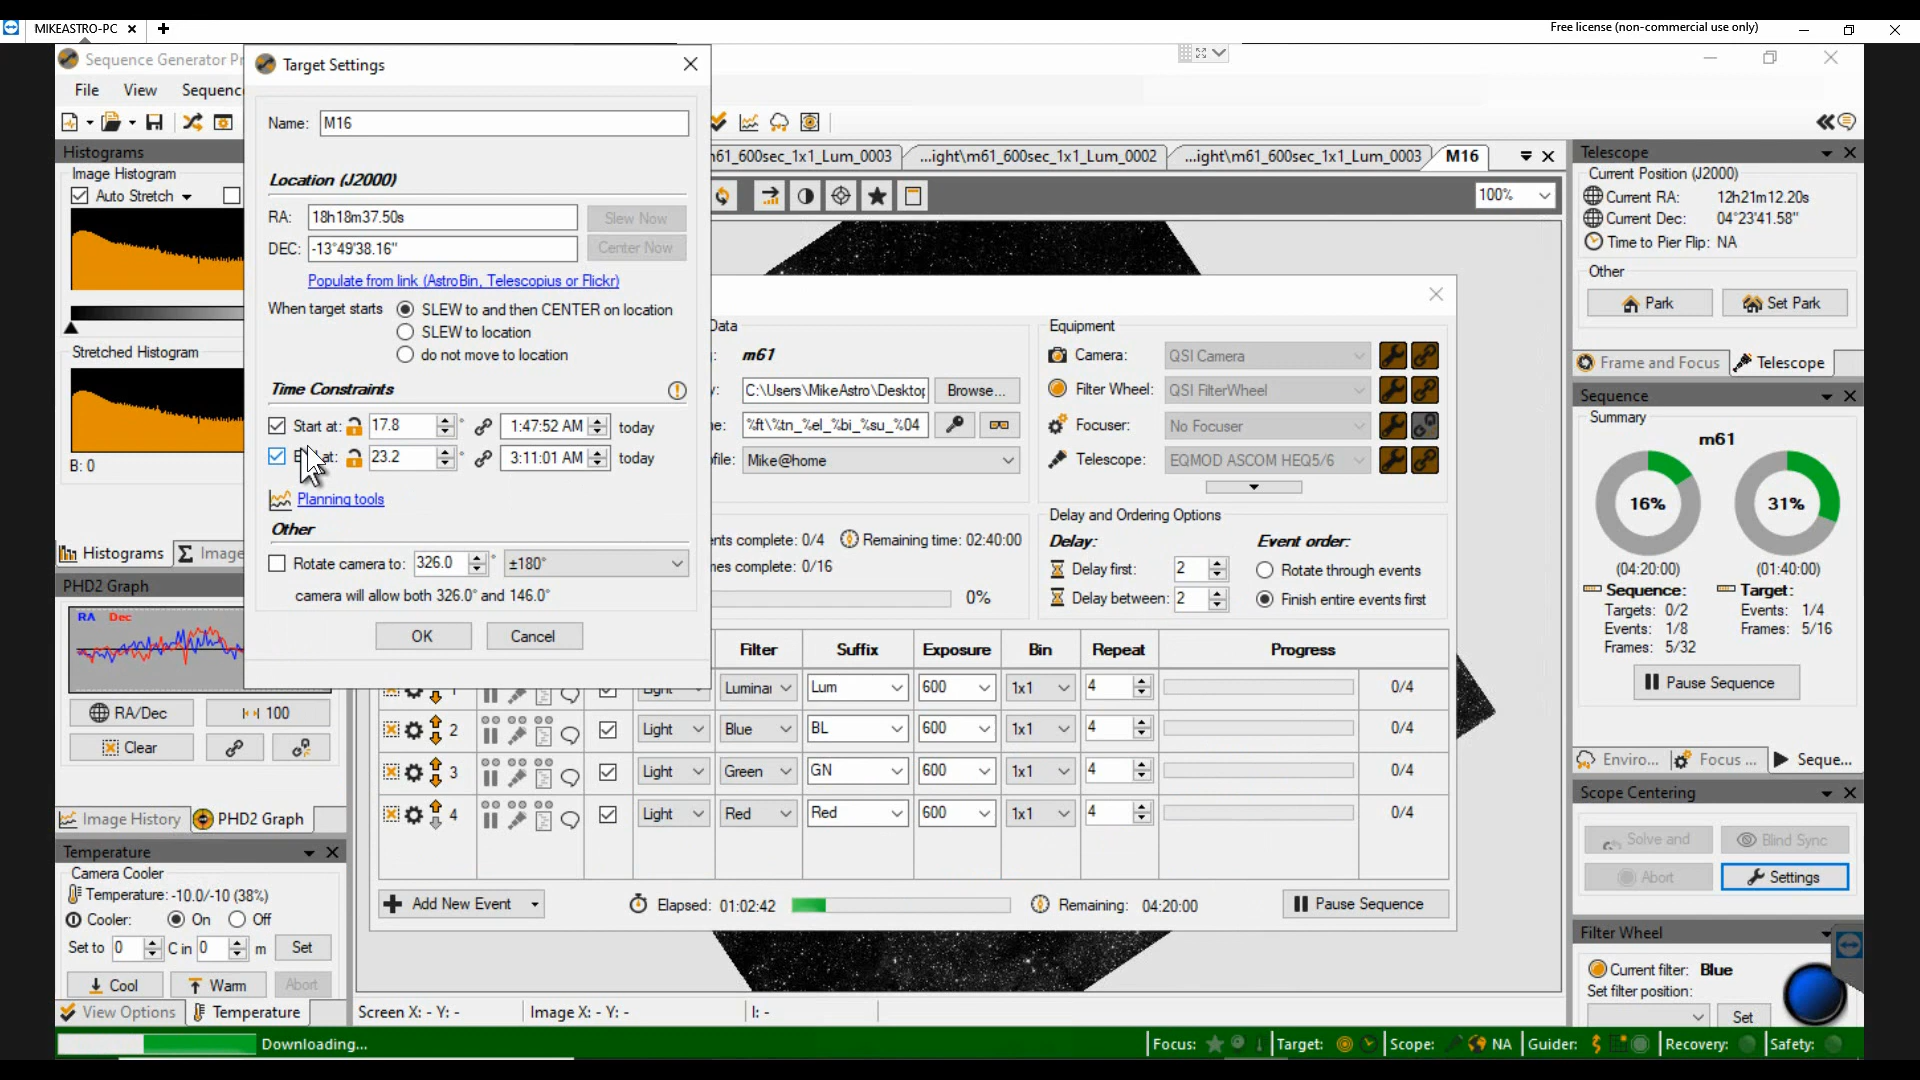 MIKEASTRO-PC
Free license (non-commercial use only)
Sequence Generator Pr
File View Sequenc
Target Settings
Name: M16
Location (J2000)
RA: 18h18m37.50s Slew Now
DEC: -13°49'38.16" Center Now
Populate from link (AstroBin, Telescopius or Flickr)
When target starts SLEW to and then CENTER on location
SLEW to location
do not move to location
Time Constraints
Start at: 17.8 ° 1:47:52 AM today
at: 23.2 ° 3:11:01 AM today
Planning tools
Other
Rotate camera to: 326.0 ° ±180°
camera will allow both 326.0° and 146.0°
OK Cancel
Histograms
Image Histogram
Auto Stretch
Stretched Histogram
B: 0
Histograms Image
PHD2 Graph
RA Dec
RA/Dec 100
Clear
Image History PHD2 Graph
Temperature
Camera Cooler
Temperature: -10.0/-10 (38%)
Cooler: On Off
Set to 0 C in 0 m Set
Cool Warm Abort
View Options Temperature
m61_600sec_1x1_Lum_0003 ...ight\m61_600sec_1x1_Lum_0002 ...ight\m61_600sec_1x1_Lum_0003 M16
100%
Data
m61
C:\Users\MikeAstro\Desktop Browse...
%ft\%tn_%el_%bi_%su_%04
file: Mike@home
Equipment
Camera: QSI Camera
Filter Wheel: QSI FilterWheel
Focuser: No Focuser
Telescope: EQMOD ASCOM HEQ5/6
ents complete: 0/4 Remaining time: 02:40:00
mes complete: 0/16
0%
Delay and Ordering Options
Delay: Event order:
Delay first: 2 Rotate through events
Delay between: 2 Finish entire events first
Filter Suffix Exposure Bin Repeat Progress
1 Light Luminai Lum 600 1x1 4 0/4
2 Light Blue BL 600 1x1 4 0/4
3 Light Green GN 600 1x1 4 0/4
4 Light Red Red 600 1x1 4 0/4
Add New Event Elapsed: 01:02:42 Remaining: 04:20:00 Pause Sequence
Screen X: - Y: - Image X: - Y: - I: -
Telescope
Current Position (J2000)
Current RA: 12h21m12.20s
Current Dec: 04°23'41.58"
Time to Pier Flip: NA
Other
Park Set Park
Frame and Focus Telescope
Sequence
Summary
m61
16% 31%
(04:20:00) (01:40:00)
Sequence: Target:
Targets: 0/2 Events: 1/4
Events: 1/8 Frames: 5/16
Frames: 5/32
Pause Sequence
Enviro... Focus ... Seque...
Scope Centering
Solve and Blind Sync
Abort Settings
Filter Wheel
Current filter: Blue
Set filter position:
Set
Downloading... Focus: Target: Scope: NA Guider: Recovery: Safety: